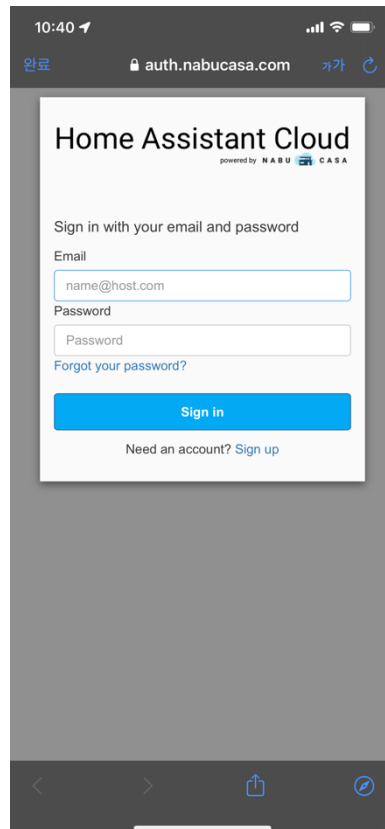 10:40
완료 auth.nabucasa.com 가가
Home Assistant Cloud
powered by NABU CASA
Sign in with your email and password
Email
name@host.com
Password
Password
Forgot your password?
Sign in
Need an account? Sign up